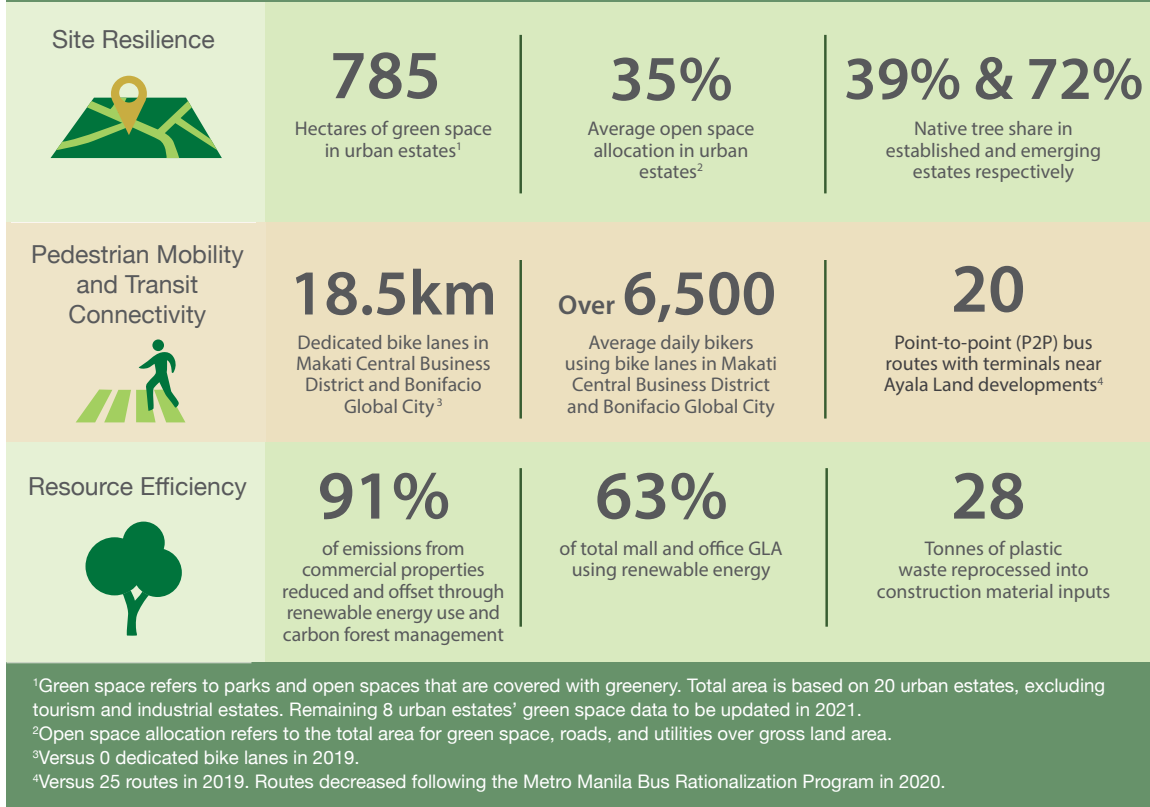 Site Resilience
785
Hectares of green space
in urban estates¹
35%
Average open space
allocation in urban
estates²
39% & 72%
Native tree share in
established and emerging
estates respectively
Pedestrian Mobility
and Transit
Connectivity
18.5km
Dedicated bike lanes in
Makati Central Business
District and Bonifacio
Global City³
Over 6,500
Average daily bikers
using bike lanes in Makati
Central Business District
and Bonifacio Global City
20
Point-to-point (P2P) bus
routes with terminals near
Ayala Land developments⁴
Resource Efficiency
91%
of emissions from
commercial properties
reduced and offset through
renewable energy use and
carbon forest management
63%
of total mall and office GLA
using renewable energy
28
Tonnes of plastic
waste reprocessed into
construction material inputs
¹Green space refers to parks and open spaces that are covered with greenery. Total area is based on 20 urban estates, excluding
tourism and industrial estates. Remaining 8 urban estates’ green space data to be updated in 2021.
²Open space allocation refers to the total area for green space, roads, and utilities over gross land area.
³Versus 0 dedicated bike lanes in 2019.
⁴Versus 25 routes in 2019. Routes decreased following the Metro Manila Bus Rationalization Program in 2020.